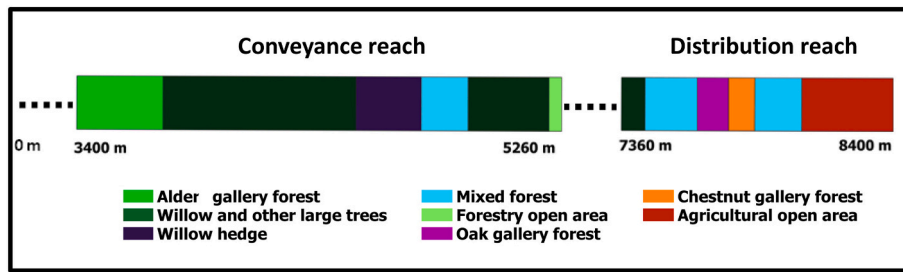 Conveyance reach
Distribution reach
0 m
3400 m
5260 m
7360 m
8400 m
Alder gallery forest
Mixed forest
Chestnut gallery forest
Willow and other large trees
Forestry open area
Agricultural open area
Willow hedge
Oak gallery forest